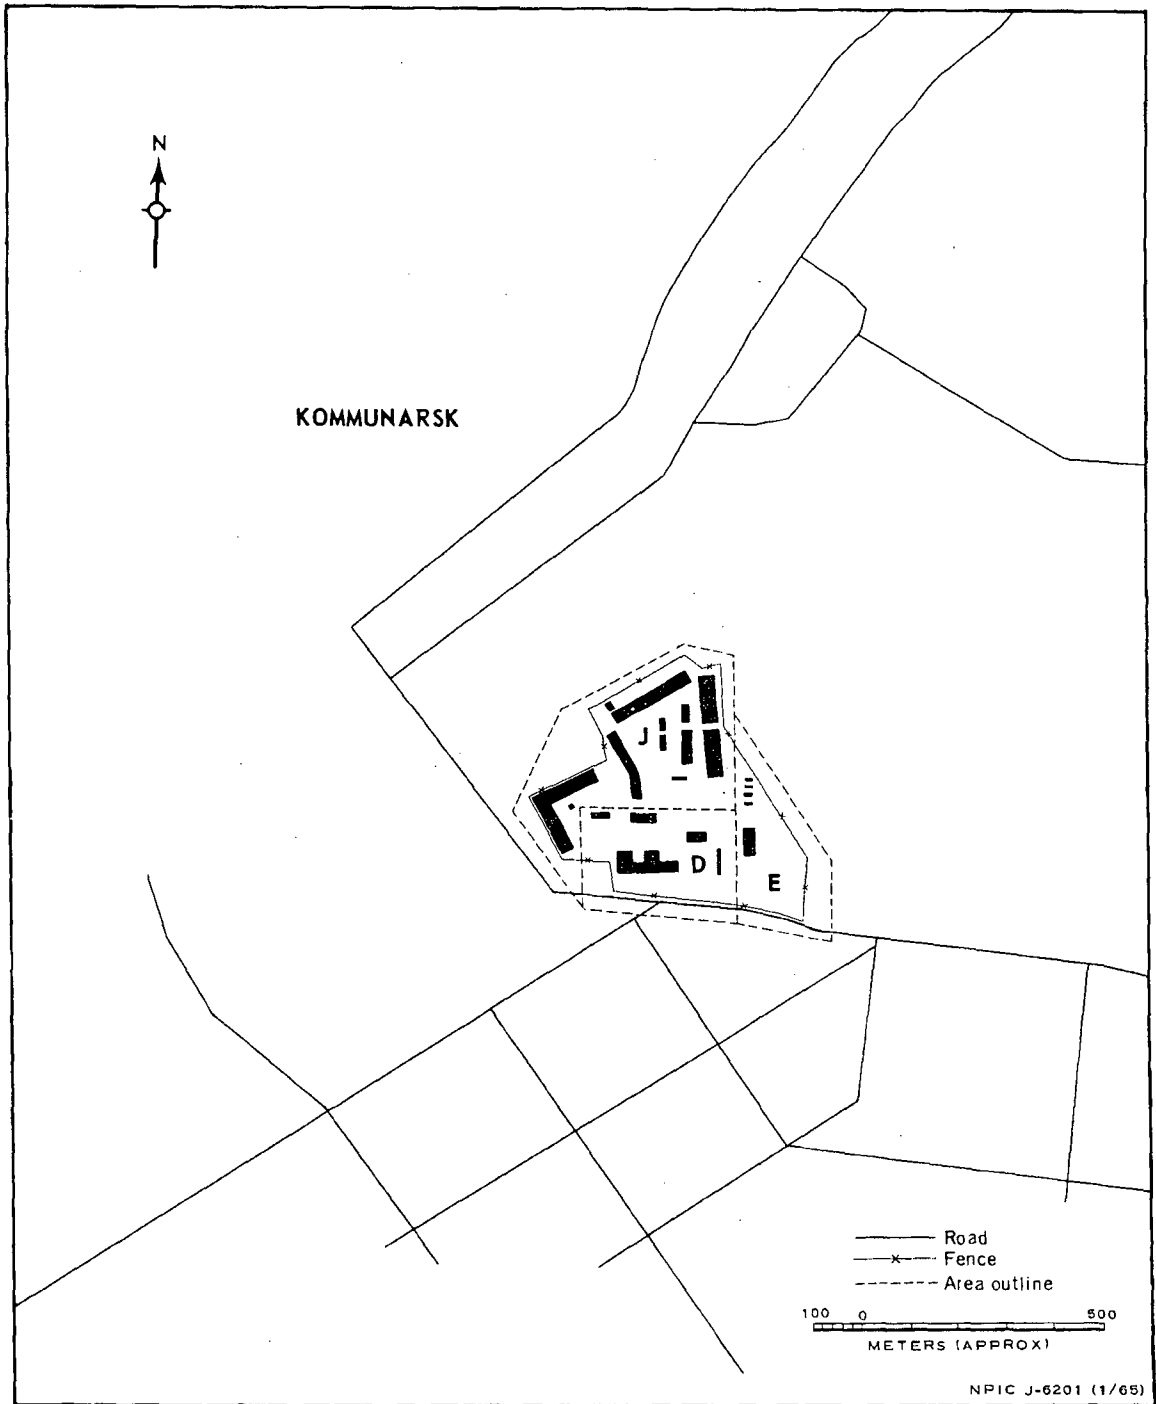 N
KOMMUNARSK
J
D
E
Road
Fence
Area outline
100 0 500
METERS (APPROX)
NPIC J-6201 (1/65)